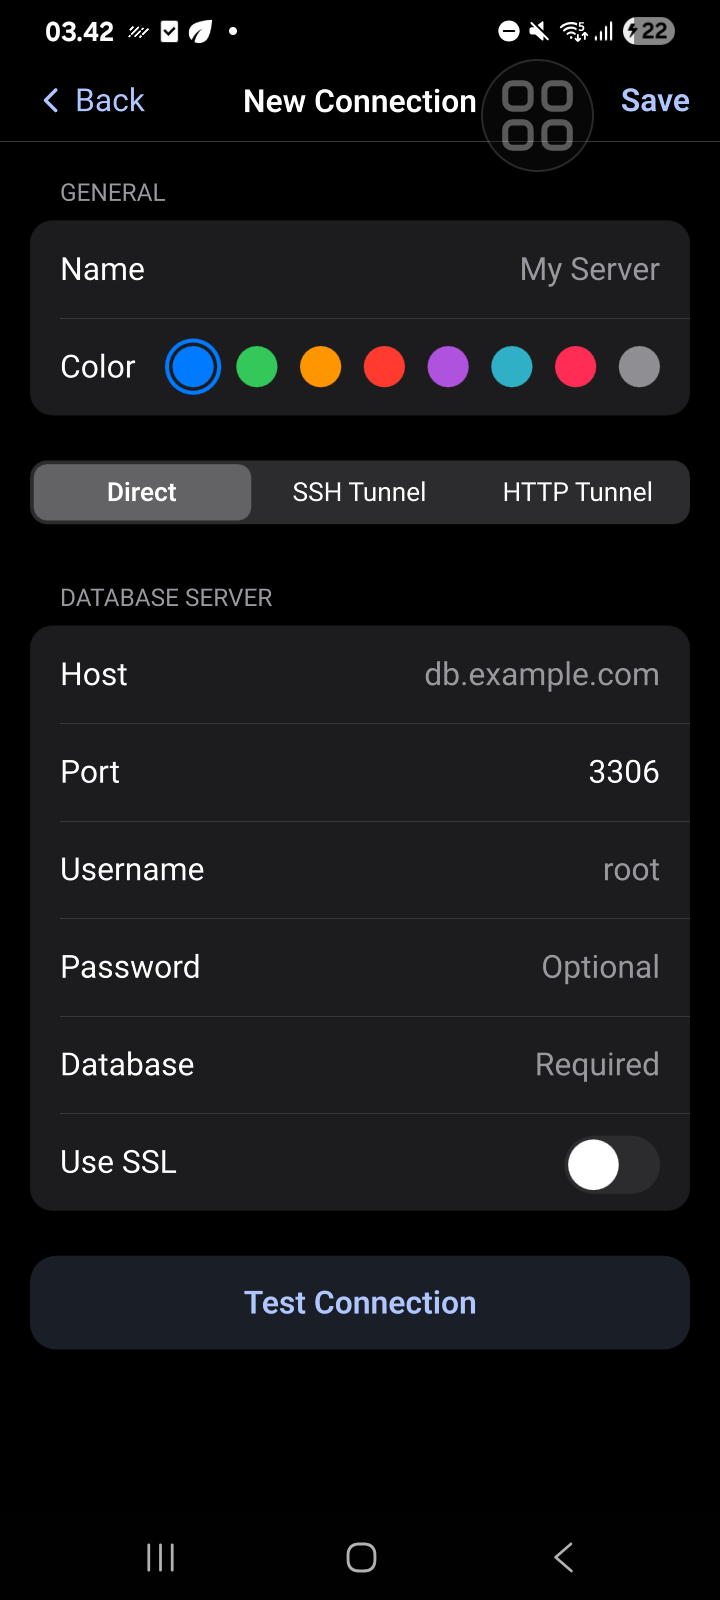 03.42 22
Back New Connection Save
GENERAL
Name My Server
Color
Direct SSH Tunnel HTTP Tunnel
DATABASE SERVER
Host db.example.com
Port 3306
Username root
Password Optional
Database Required
Use SSL
Test Connection